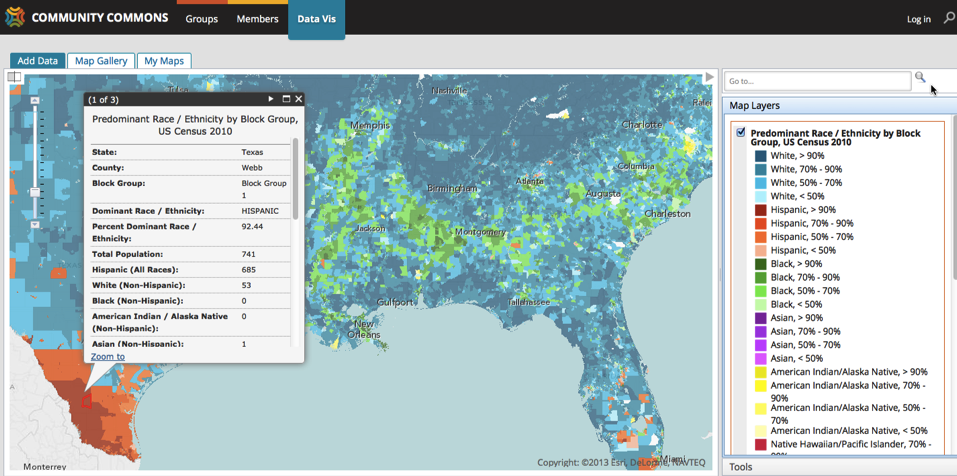 COMMUNITY COMMONS
Groups
Members
Data Vis
Log in
Add Data
Map Gallery
My Maps
(1 of 3)
Predominant Race / Ethnicity by Block Group,
US Census 2010
State: Texas
County: Webb
Block Group: Block Group
1
Dominant Race / Ethnicity: HISPANIC
Percent Dominant Race / 92.44
Ethnicity:
Total Population: 741
Hispanic (All Races): 685
White (Non-Hispanic): 53
Black (Non-Hispanic): 0
American Indian / Alaska Native 0
(Non-Hispanic):
Asian (Non-Hispanic): 1
Zoom to
Tulsa
Nashville
Memphis
Charlotte
Columbia
Atlanta
Birmingham
Augusta
Charleston
Jackson
Montgomery
Gulfport
Tallahassee
New
Orleans
Miami
Monterrey
Copyright: ©2013 Esri, DeLorme, NAVTEQ
Go to...
Map Layers
Predominant Race / Ethnicity by Block
Group, US Census 2010
White, > 90%
White, 70% - 90%
White, 50% - 70%
White, < 50%
Hispanic, > 90%
Hispanic, 70% - 90%
Hispanic, 50% - 70%
Hispanic, < 50%
Black, > 90%
Black, 70% - 90%
Black, 50% - 70%
Black, < 50%
Asian, > 90%
Asian, 70% - 90%
Asian, 50% - 70%
Asian, < 50%
American Indian/Alaska Native, > 90%
American Indian/Alaska Native, 70% -
90%
American Indian/Alaska Native, 50% -
70%
American Indian/Alaska Native, < 50%
Native Hawaiian/Pacific Islander, 70% -
90%
Tools